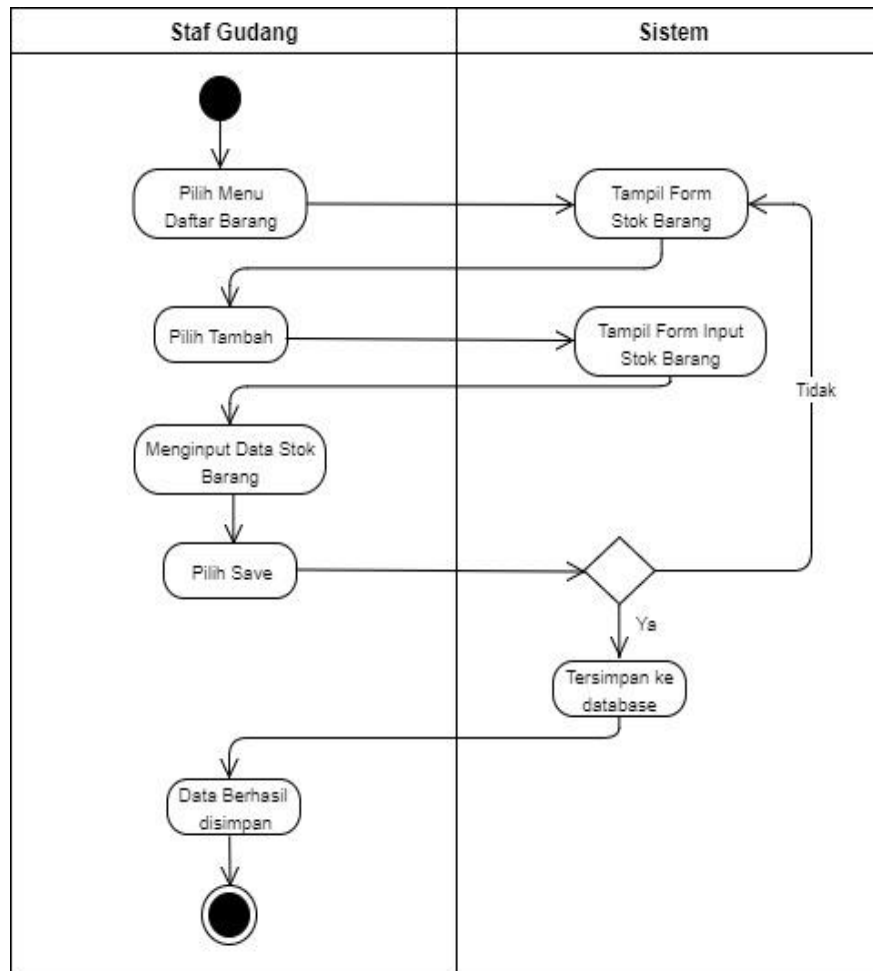 Staf Gudang
Sistem
Pilih Menu
Daftar Barang
Tampil Form
Stok Barang
Pilih Tambah
Tampil Form Input
Stok Barang
Tidak
Menginput Data Stok
Barang
Pilih Save
Ya
Tersimpan ke
database
Data Berhasil
disimpan